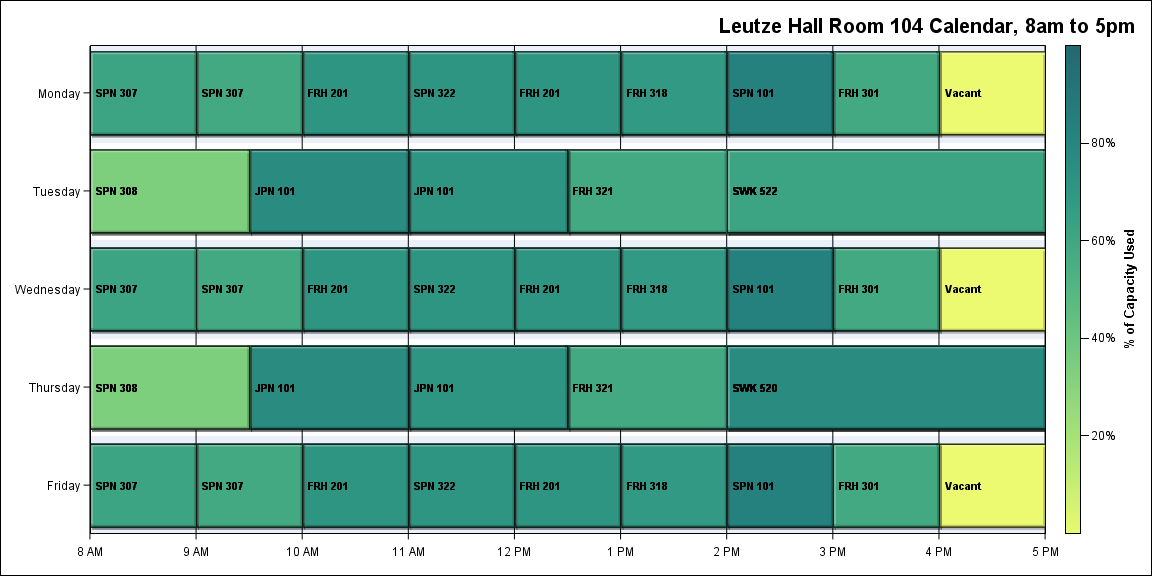 Leutze Hall Room 104 Calendar, 8am to 5pm
Monday
SPN 307
SPN 307
FRH 201
SPN 322
FRH 201
FRH 318
SPN 101
FRH 301
Vacant
Tuesday
SPN 308
JPN 101
JPN 101
FRH 321
SWK 522
Wednesday
SPN 307
SPN 307
FRH 201
SPN 322
FRH 201
FRH 318
SPN 101
FRH 301
Vacant
Thursday
SPN 308
JPN 101
JPN 101
FRH 321
SWK 520
Friday
SPN 307
SPN 307
FRH 201
SPN 322
FRH 201
FRH 318
SPN 101
FRH 301
Vacant
8 AM
9 AM
10 AM
11 AM
12 PM
1 PM
2 PM
3 PM
4 PM
5 PM
80%
60%
40%
20%
% of Capacity Used